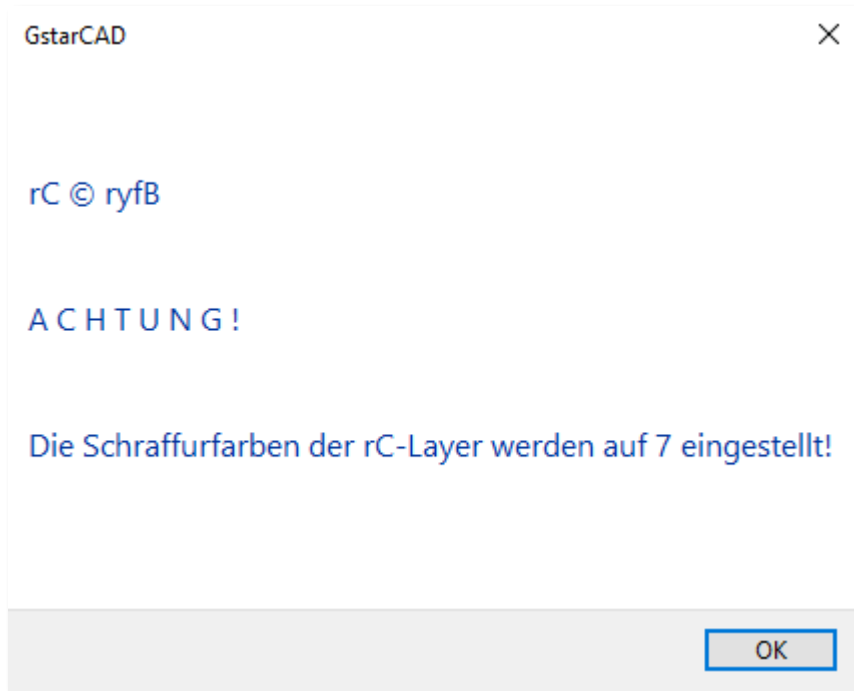 GstarCAD
rC © ryfB
A C H T U N G !
Die Schraffurfarben der rC-Layer werden auf 7 eingestellt!
OK